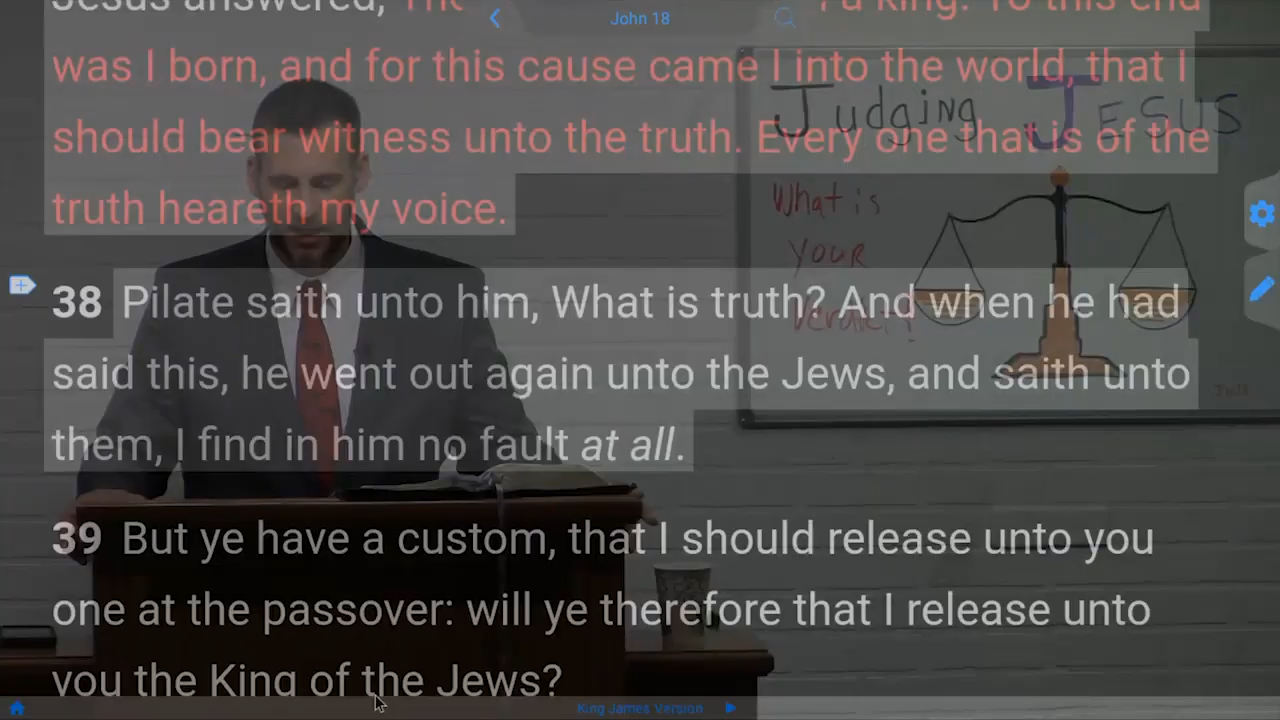 John 18
Jesus answered, a king. To this end
was I born, and for this cause came I into the world, that I
should bear witness unto the truth. Every one that is of the
truth heareth my voice.
38 Pilate saith unto him, What is truth? And when he had
said this, he went out again unto the Jews, and saith unto
them, I find in him no fault at all.
39 But ye have a custom, that I should release unto you
one at the passover: will ye therefore that I release unto
you the King of the Jews?
King James Version
Judging JESUS
What is
YOUR
Verdict?